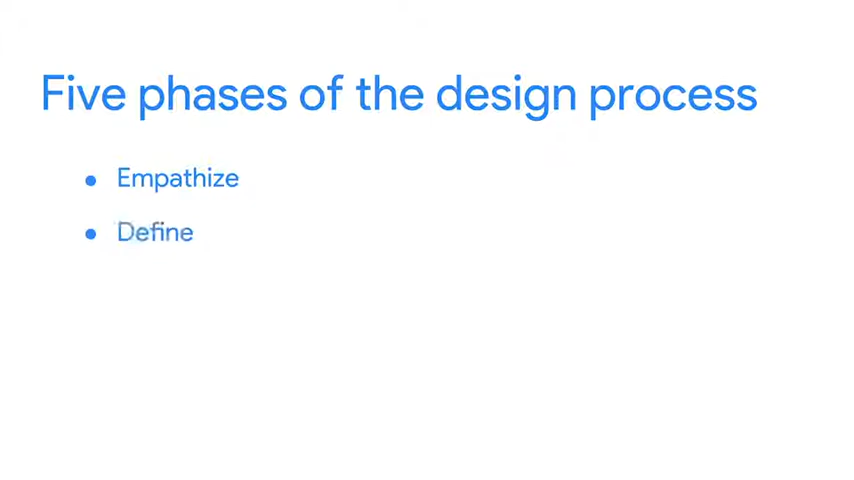 Five phases of the design process
• Empathize
• Define